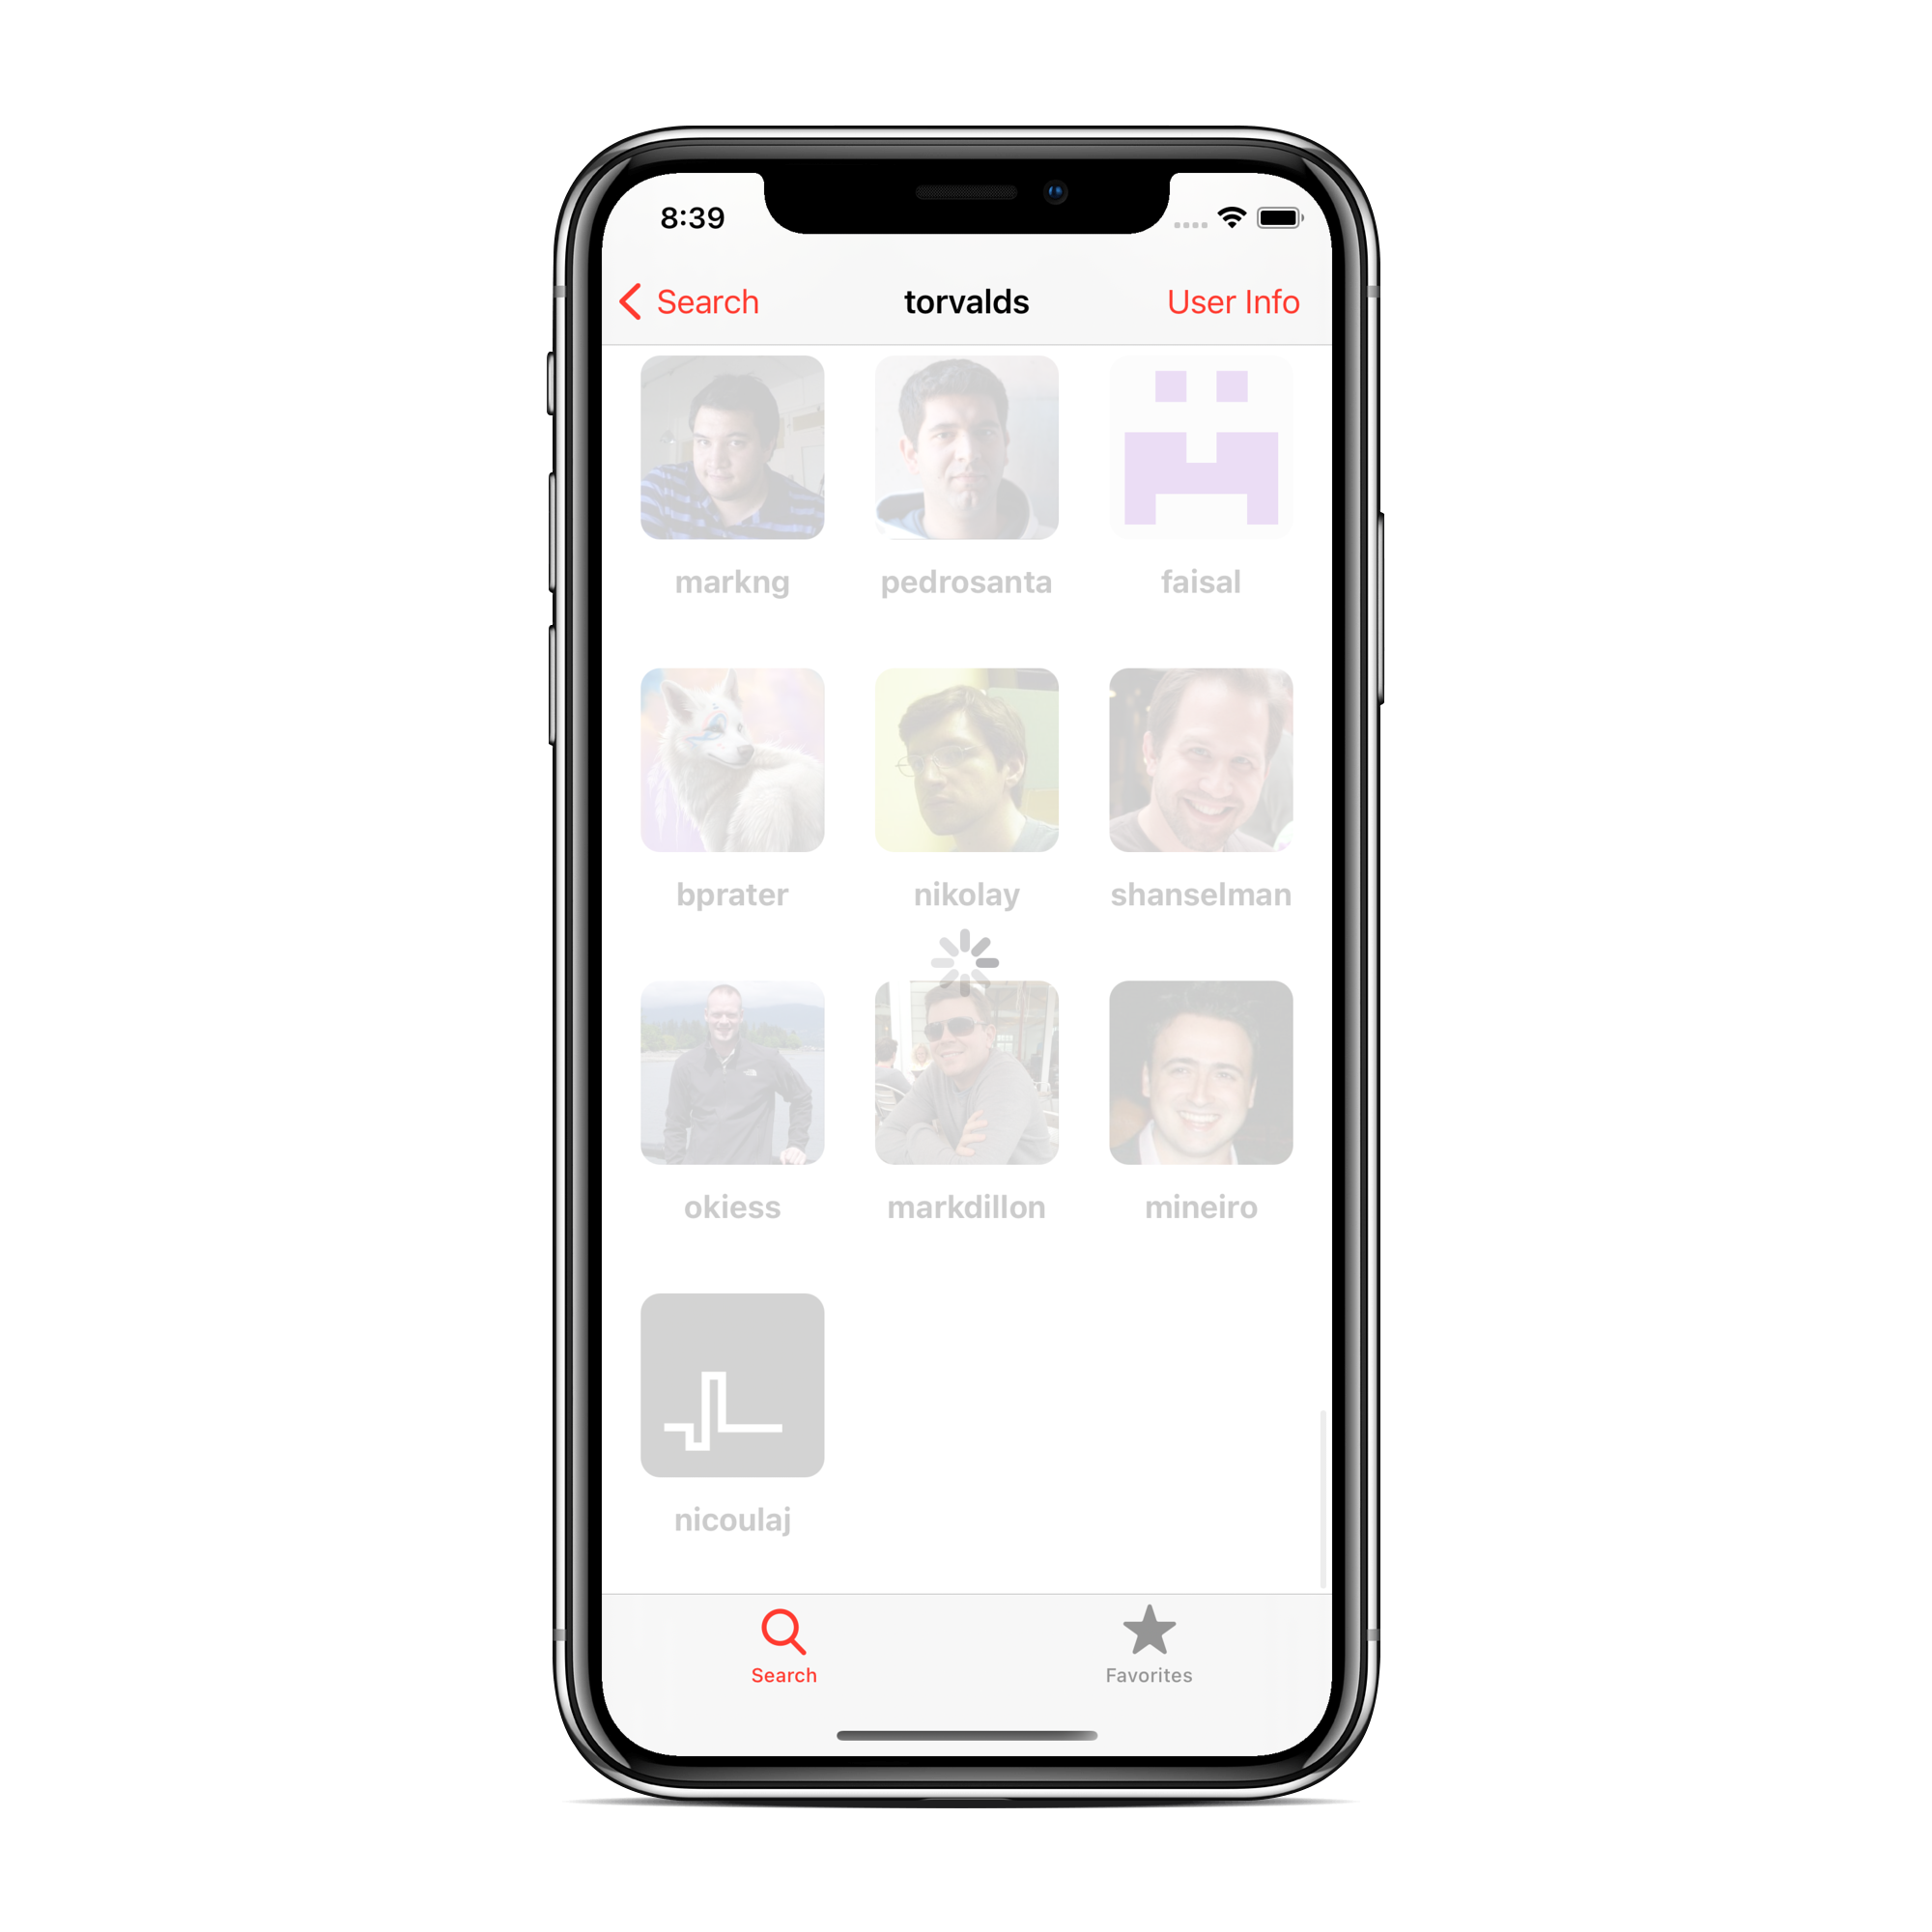 8:39
Search
torvalds
User Info
markng
pedrosanta
faisal
bprater
nikolay
shanselman
okiess
markdillon
mineiro
nicoulaj
Search
Favorites